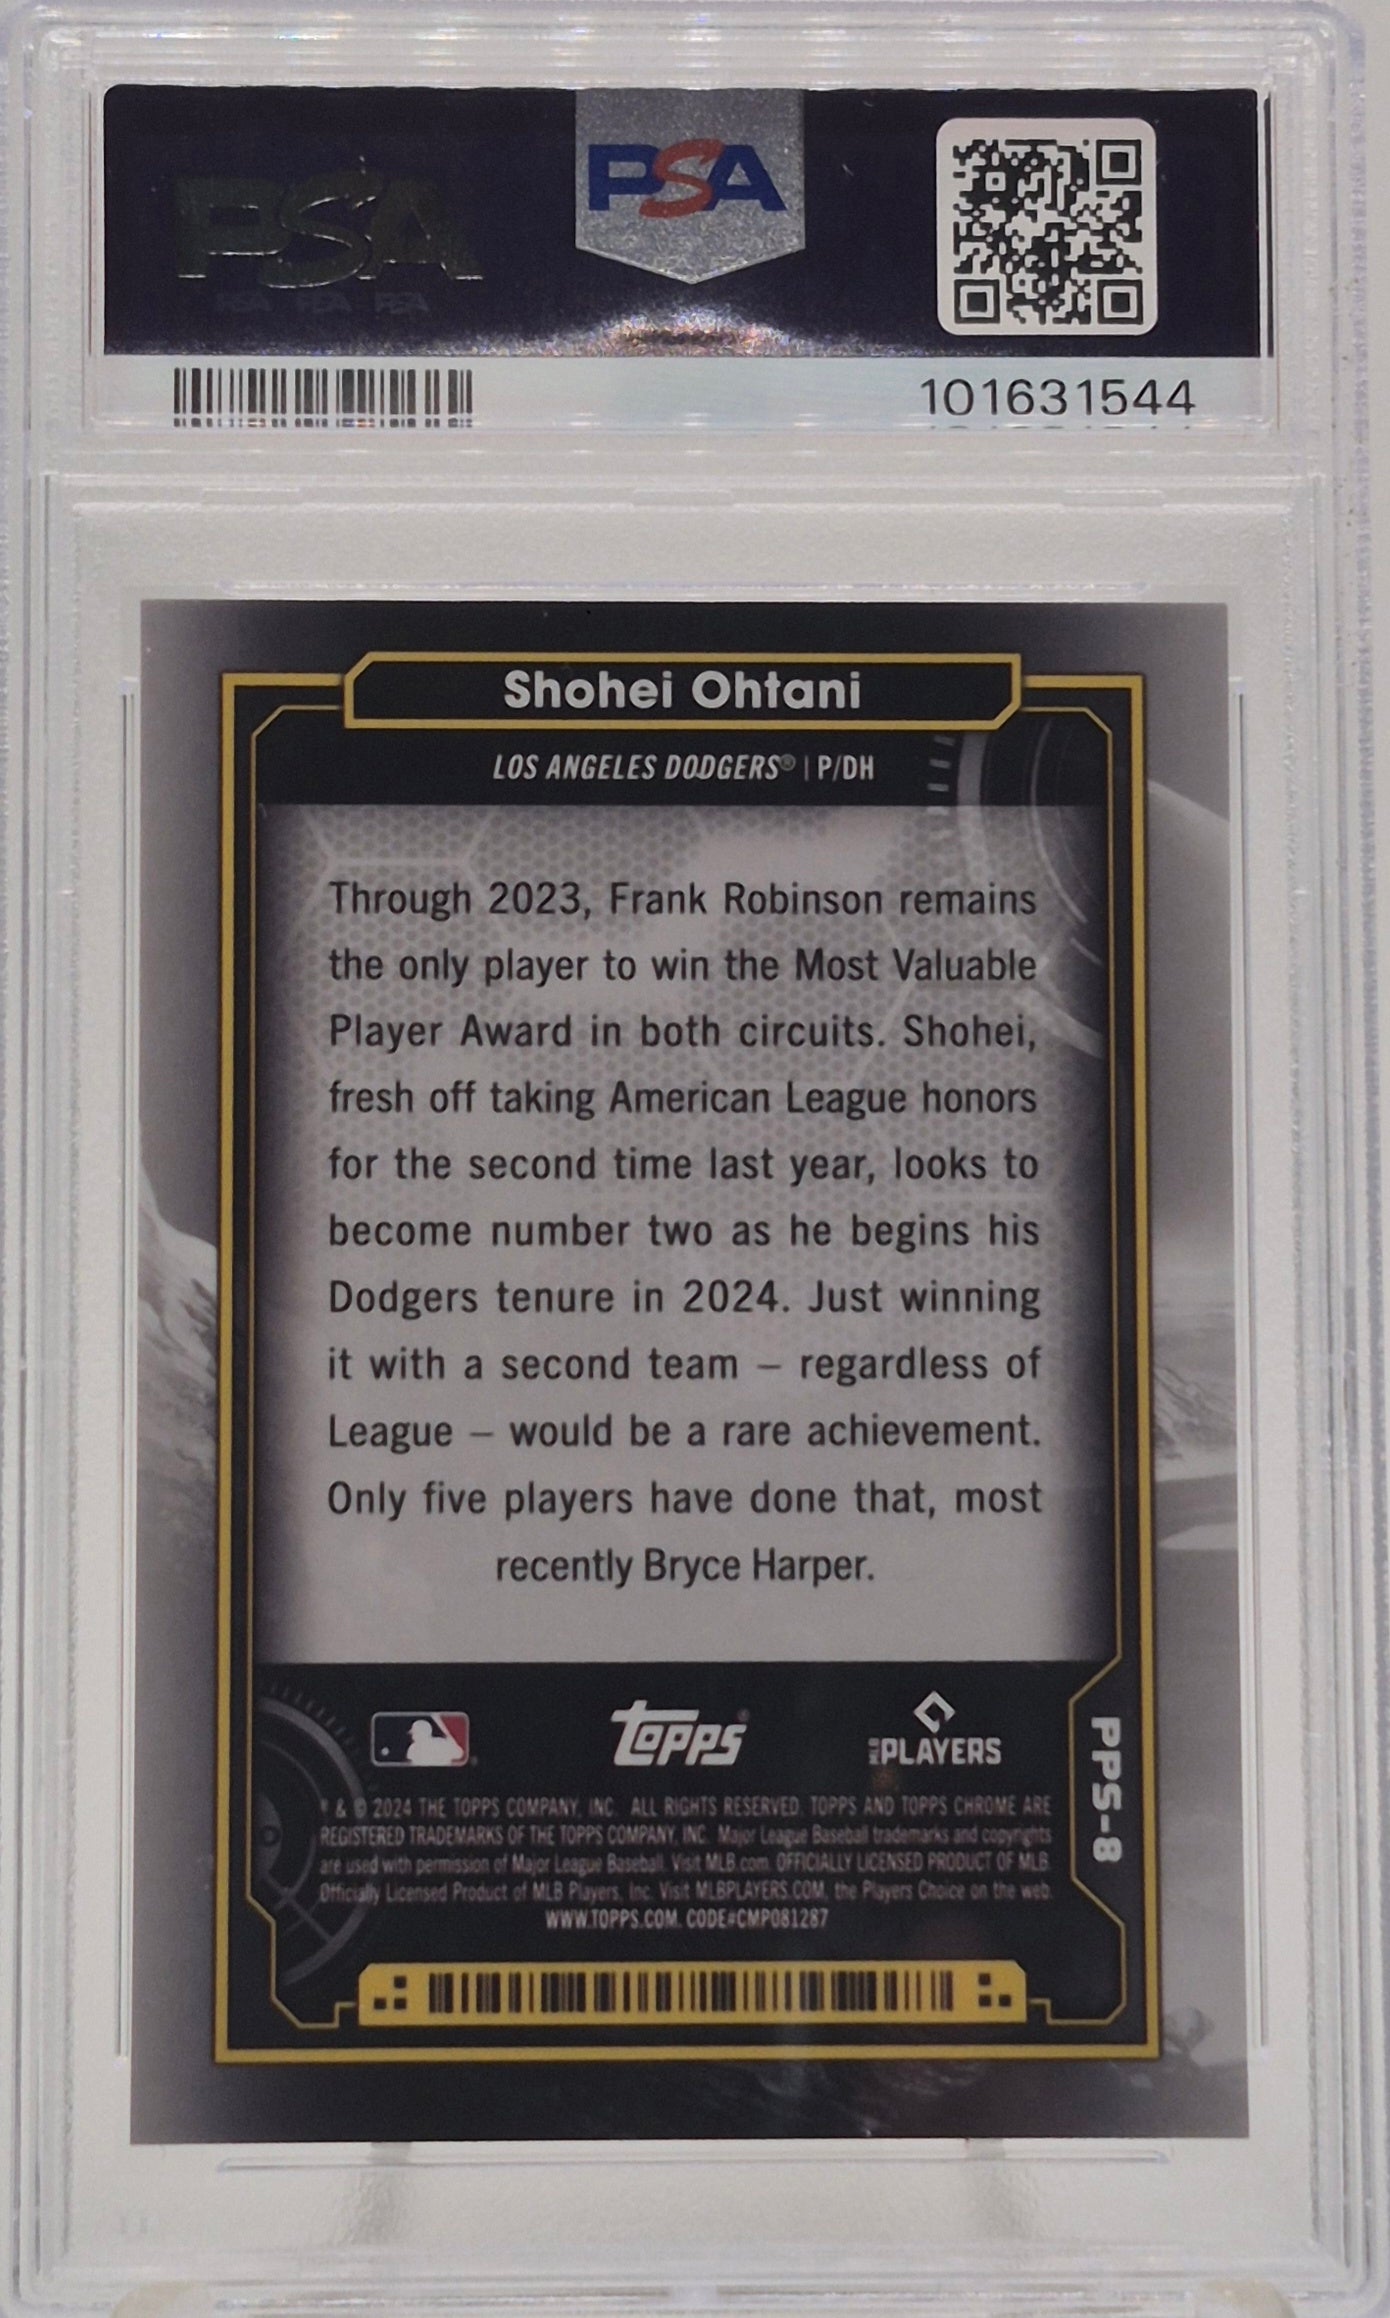 PSA
PSA
PSA PSA PSA
101631544
Shohei Ohtani
LOS ANGELES DODGERS® | P/DH
Through 2023, Frank Robinson remains
the only player to win the Most Valuable
Player Award in both circuits. Shohei,
fresh off taking American League honors
for the second time last year, looks to
become number two as he begins his
Dodgers tenure in 2024. Just winning
it with a second team – regardless of
League – would be a rare achievement.
Only five players have done that, most
recently Bryce Harper.
Topps
MLB PLAYERS
PPS-8
® & © 2024 THE TOPPS COMPANY, INC. ALL RIGHTS RESERVED. TOPPS AND TOPPS CHROME ARE
REGISTERED TRADEMARKS OF THE TOPPS COMPANY, INC. Major League Baseball trademarks and copyrights
are used with permission of Major League Baseball. Visit MLB.com. OFFICIALLY LICENSED PRODUCT OF MLB
Officially Licensed Product of MLB Players, Inc. Visit MLBPLAYERS.COM, the Players Choice on the web.
WWW.TOPPS.COM. CODE#CMP081287